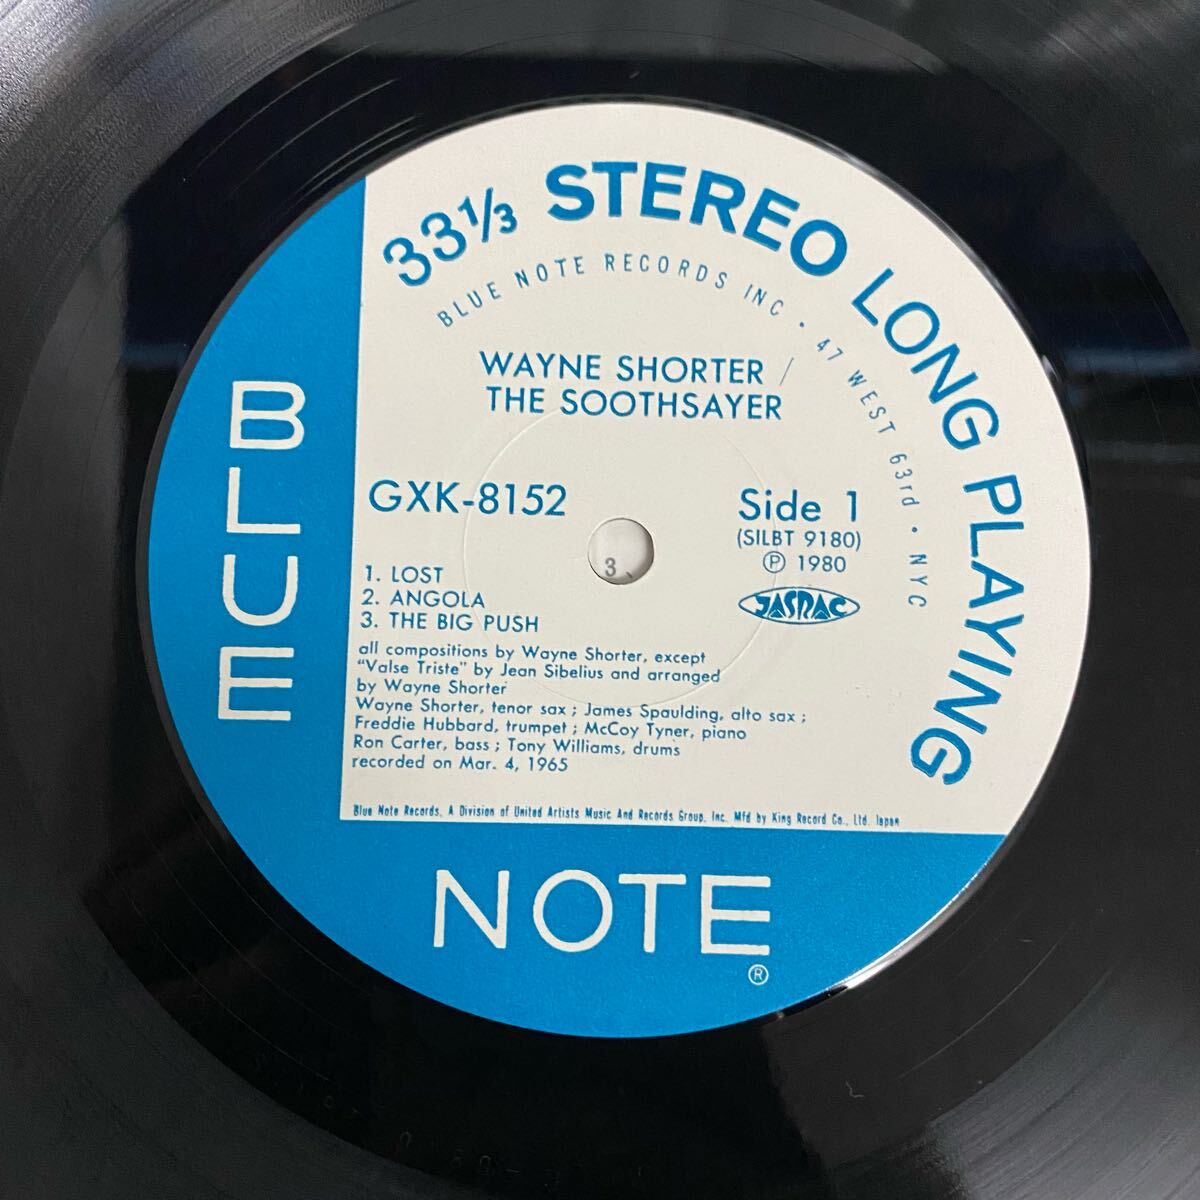 33⅓ STEREO LONG PLAYING
BLUE NOTE RECORDS INC • 47 WEST 63rd • NYC
WAYNE SHORTER /
THE SOOTHSAYER
GXK-8152
Side 1
(SILBT 9180)
Ⓟ 1980
JASRAC
1. LOST
2. ANGOLA
3. THE BIG PUSH
all compositions by Wayne Shorter, except
"Valse Triste" by Jean Sibelius and arranged
by Wayne Shorter
Wayne Shorter, tenor sax ; James Spaulding, alto sax ;
Freddie Hubbard, trumpet ; McCoy Tyner, piano
Ron Carter, bass ; Tony Williams, drums
recorded on Mar. 4, 1965
Blue Note Records, A Division of United Artists Music And Records Group, Inc. Mfd by King Record Co., Ltd. Japan
BLUE
NOTE
®
3